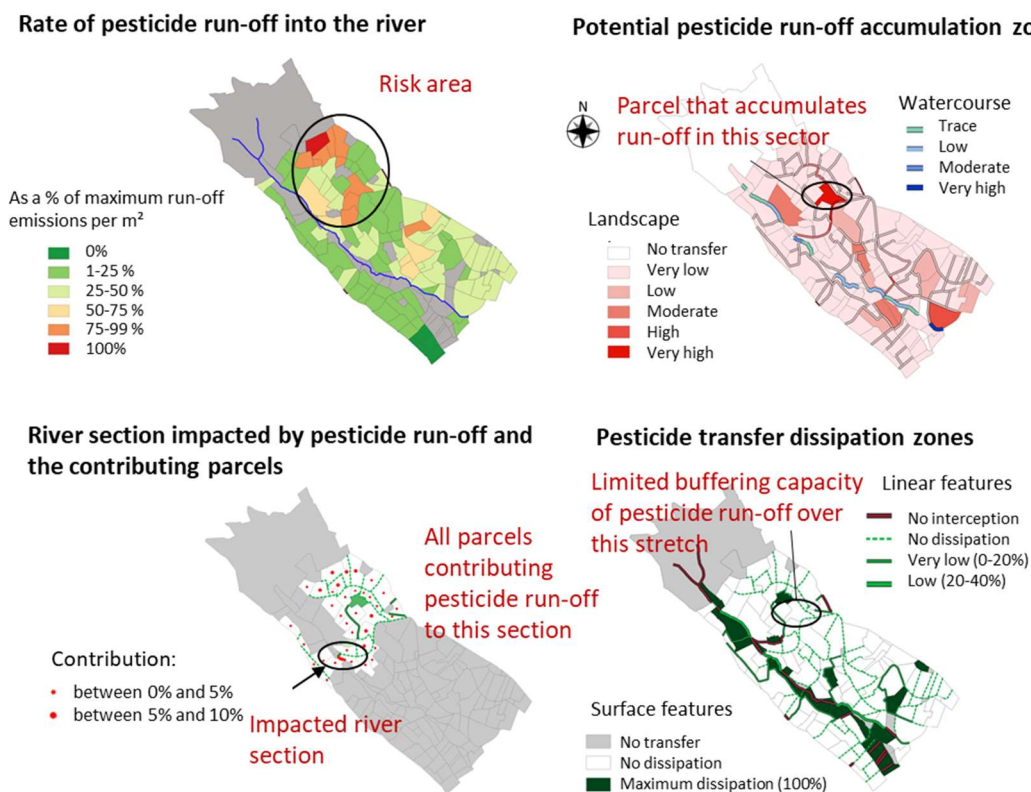 Rate of pesticide run-off into the river
Risk area
As a % of maximum run-off
emissions per m²
0%
1-25 %
25-50 %
50-75 %
75-99 %
100%
Potential pesticide run-off accumulation zo
N
Parcel that accumulates
run-off in this sector
Watercourse
Trace
Low
Moderate
Very high
Landscape
No transfer
Very low
Low
Moderate
High
Very high
River section impacted by pesticide run-off and
the contributing parcels
All parcels
contributing
pesticide run-off
to this section
Contribution:
between 0% and 5%
between 5% and 10%
Impacted river
section
Pesticide transfer dissipation zones
Limited buffering capacity
of pesticide run-off over
this stretch
Linear features
No interception
No dissipation
Very low (0-20%)
Low (20-40%)
Surface features
No transfer
No dissipation
Maximum dissipation (100%)